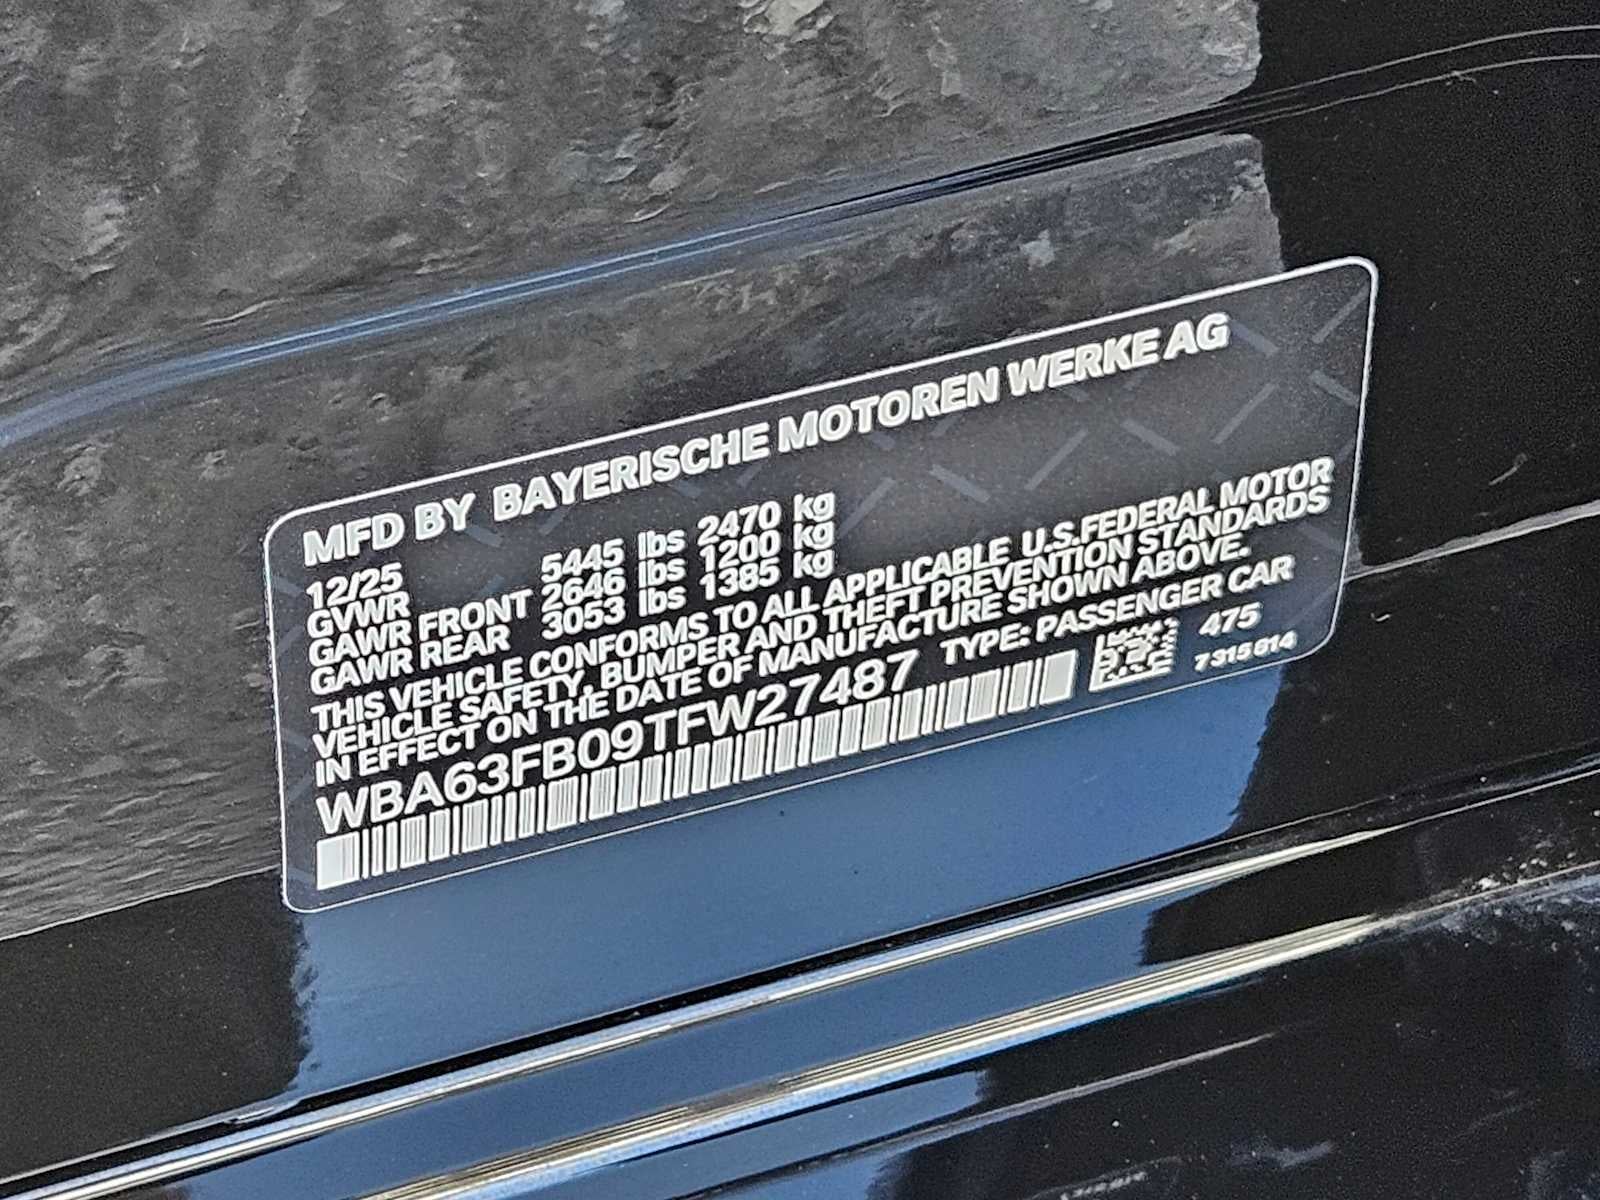 MFD BY BAYERISCHE MOTOREN WERKE AG
12/25
GVWR 5445 lbs 2470 kg
GAWR FRONT 2646 lbs 1200 kg
GAWR REAR 3053 lbs 1385 kg
THIS VEHICLE CONFORMS TO ALL APPLICABLE U.S.FEDERAL MOTOR
VEHICLE SAFETY, BUMPER AND THEFT PREVENTION STANDARDS
IN EFFECT ON THE DATE OF MANUFACTURE SHOWN ABOVE.
WBA63FB09TFW27487 TYPE: PASSENGER CAR
475
7 315 814